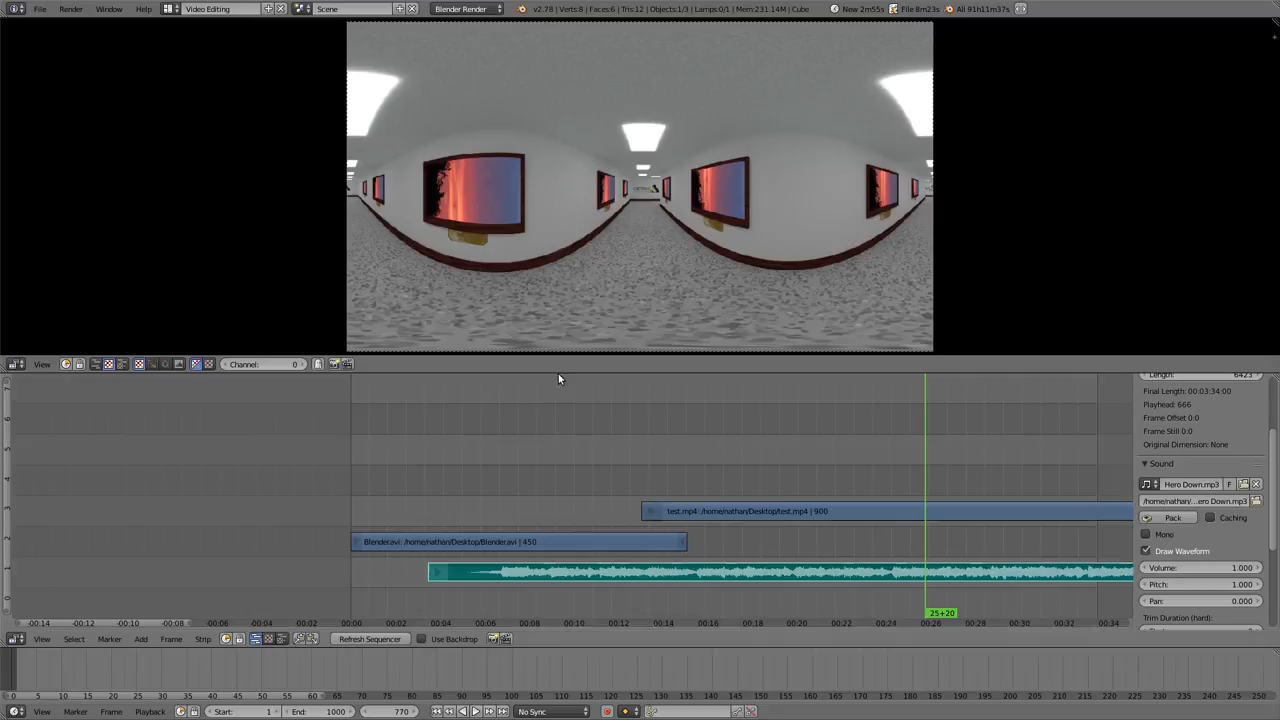 File Render Window Help Video Editing Scene Blender Render v2.78 | Verts:8 | Faces:6 | Tris:12 | Objects:1/3 | Lamps:0/1 | Mem:231.14M | Cube New 2m55s File 8m23s All 91h11m37s
View Channel: 0
Length: 6423
Final Length: 00:03:34:00
Playhead: 666
Frame Offset 0:0
Frame Still 0:0
Original Dimension: None
Sound
Hero Down.mp3 F
/home/nathan/...ero Down.mp3
Pack Caching
Mono
Draw Waveform
Volume: 1.000
Pitch: 1.000
Pan: 0.000
Trim Duration (hard):
7
6
5
4
3
2
1
0
test.mp4: /home/nathan/Desktop/test.mp4 | 900
Blender.avi: /home/nathan/Desktop/Blender.avi | 450
25+20
-00:14 -00:12 -00:10 -00:08 00:00 00:02 00:04 00:06 00:08 00:10 00:12 00:14 00:16 00:18 00:20 00:22 00:24 00:26 00:28 00:30 00:32 00:34
View Select Marker Add Frame Strip Refresh Sequencer Use Backdrop
0 5 10 15 20 25 30 35 40 45 50 55 60 65 70 75 80 85 90 95 100 105 110 115 120 125 130 135 140 145 150 155 160 165 170 175 180 185 190 195 200 205 210 215 220 225 230 235 240 245 250
View Marker Frame Playback Start: 1 End: 1000 770 No Sync